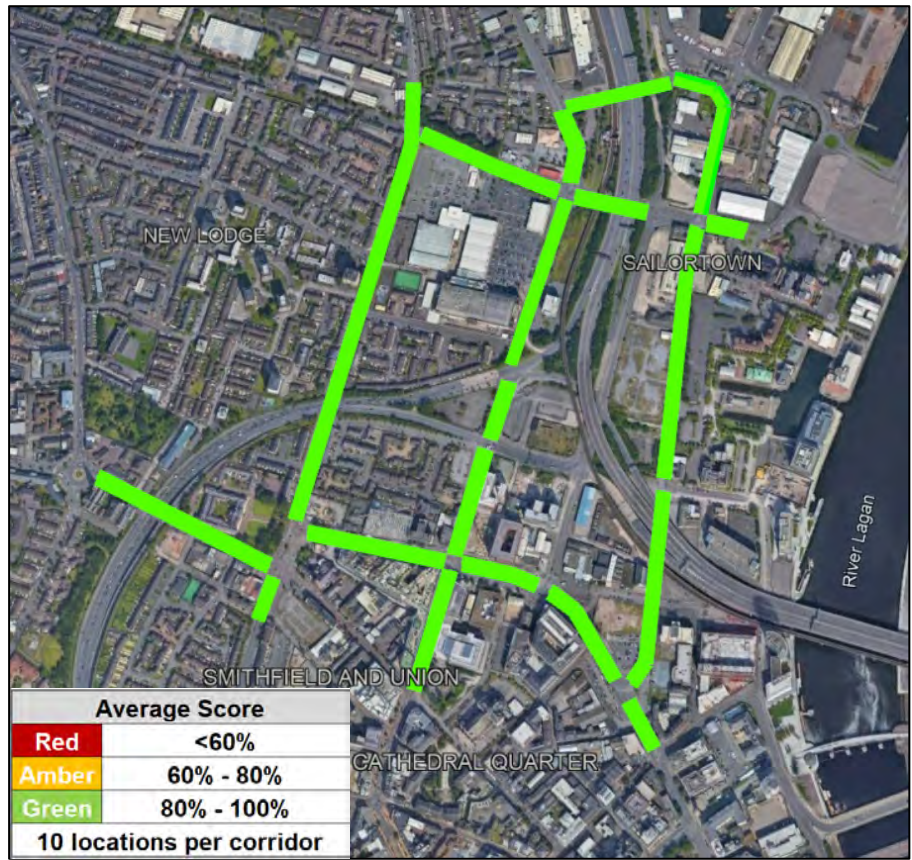 NEW LODGE
SAILORTOWN
River Lagan
SMITHFIELD AND UNION
CATHEDRAL QUARTER
Average Score
Red <60%
Amber 60% - 80%
Green 80% - 100%
10 locations per corridor